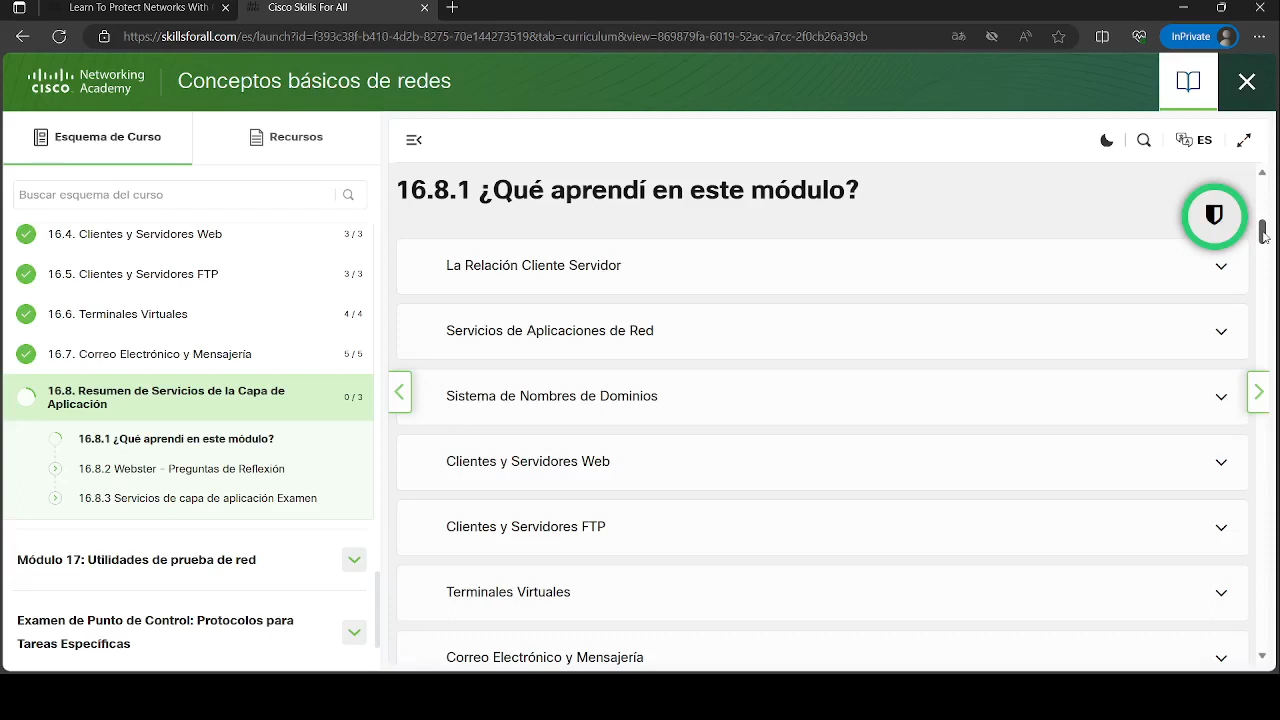 Learn To Protect Networks With
Cisco Skills For All
https://skillsforall.com/es/launch?id=f393c38f-b410-4d2b-8275-70e144273519&tab=curriculum&view=869879fa-6019-52ac-a7cc-2f0cb26a39cb
InPrivate
CISCO
Networking
Academy
Conceptos básicos de redes
Esquema de Curso
Recursos
ES
Buscar esquema del curso
16.4. Clientes y Servidores Web 3 / 3
16.5. Clientes y Servidores FTP 3 / 3
16.6. Terminales Virtuales 4 / 4
16.7. Correo Electrónico y Mensajería 5 / 5
16.8. Resumen de Servicios de la Capa de
Aplicación 0 / 3
16.8.1 ¿Qué aprendí en este módulo?
16.8.2 Webster – Preguntas de Reflexión
16.8.3 Servicios de capa de aplicación Examen
Módulo 17: Utilidades de prueba de red
Examen de Punto de Control: Protocolos para
Tareas Específicas
16.8.1 ¿Qué aprendí en este módulo?
La Relación Cliente Servidor
Servicios de Aplicaciones de Red
Sistema de Nombres de Dominios
Clientes y Servidores Web
Clientes y Servidores FTP
Terminales Virtuales
Correo Electrónico y Mensajería